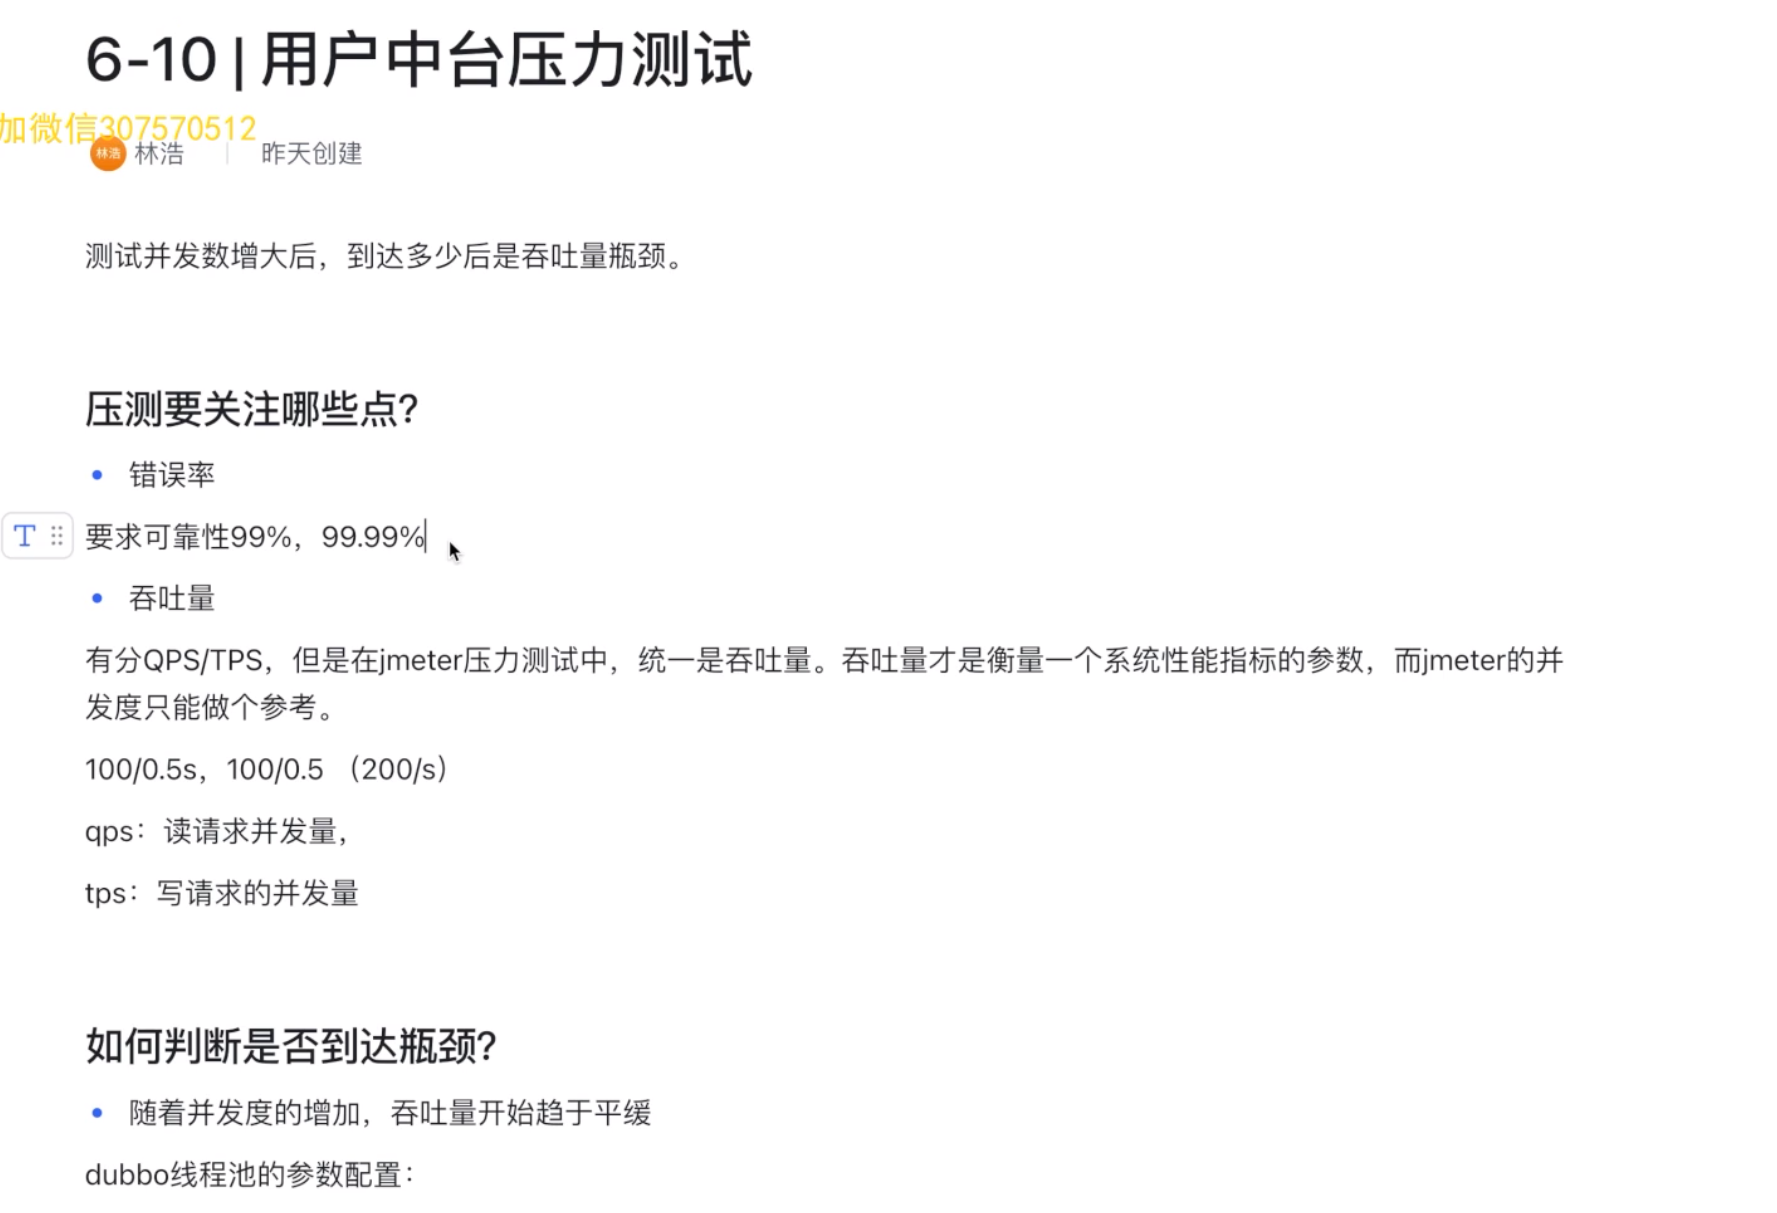 6-10 | 用户中台压力测试
加微信307570512
林浩 林浩 | 昨天创建
测试并发数增大后，到达多少后是吞吐量瓶颈。
压测要关注哪些点？
• 错误率
T 要求可靠性99%，99.99%
• 吞吐量
有分QPS/TPS，但是在jmeter压力测试中，统一是吞吐量。吞吐量才是衡量一个系统性能指标的参数，而jmeter的并
发度只能做个参考。
100/0.5s，100/0.5 （200/s）
qps：读请求并发量，
tps：写请求的并发量
如何判断是否到达瓶颈？
• 随着并发度的增加，吞吐量开始趋于平缓
dubbo线程池的参数配置：